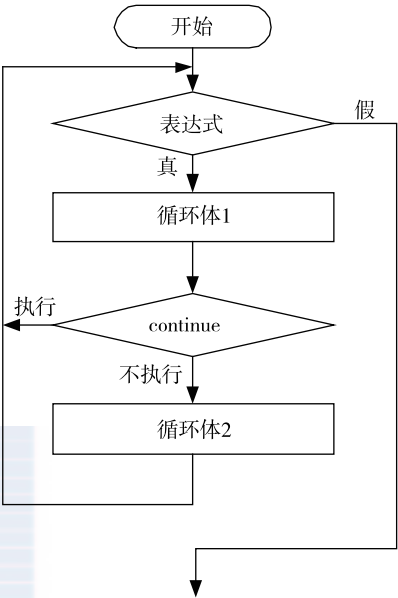 开始
表达式
假
真
循环体1
执行
continue
不执行
循环体2